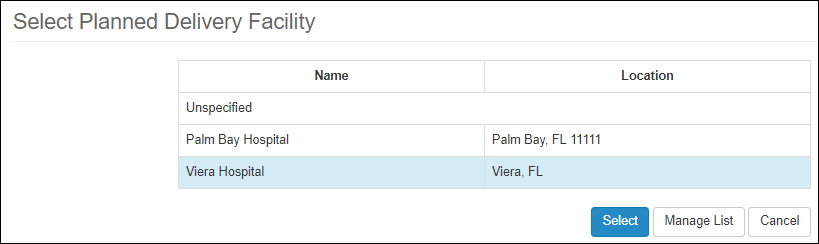 Select Planned Delivery Facility
Name Location
Unspecified
Palm Bay Hospital Palm Bay, FL 11111
Viera Hospital Viera, FL
Select Manage List Cancel